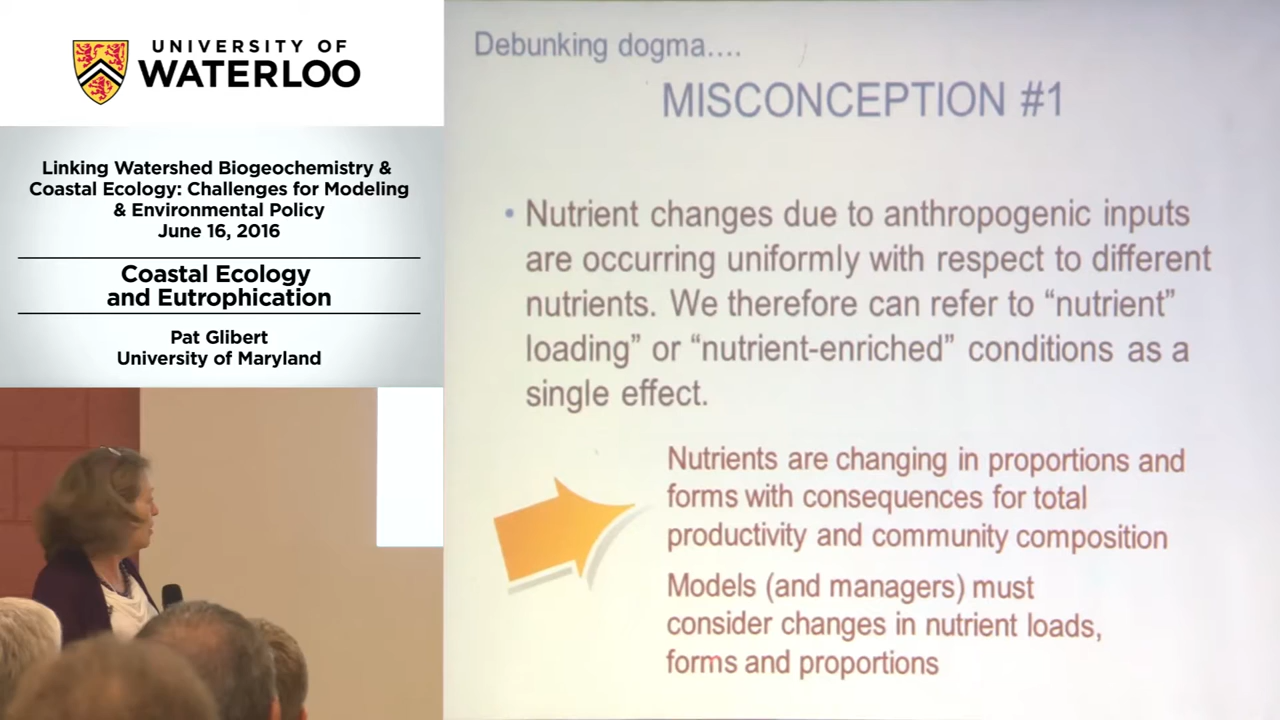 UNIVERSITY OF
WATERLOO
Linking Watershed Biogeochemistry &
Coastal Ecology: Challenges for Modeling
& Environmental Policy
June 16, 2016
Coastal Ecology
and Eutrophication
Pat Glibert
University of Maryland
Debunking dogma....
MISCONCEPTION #1
• Nutrient changes due to anthropogenic inputs
are occurring uniformly with respect to different
nutrients. We therefore can refer to “nutrient”
loading” or “nutrient-enriched” conditions as a
single effect.
Nutrients are changing in proportions and
forms with consequences for total
productivity and community composition
Models (and managers) must
consider changes in nutrient loads,
forms and proportions